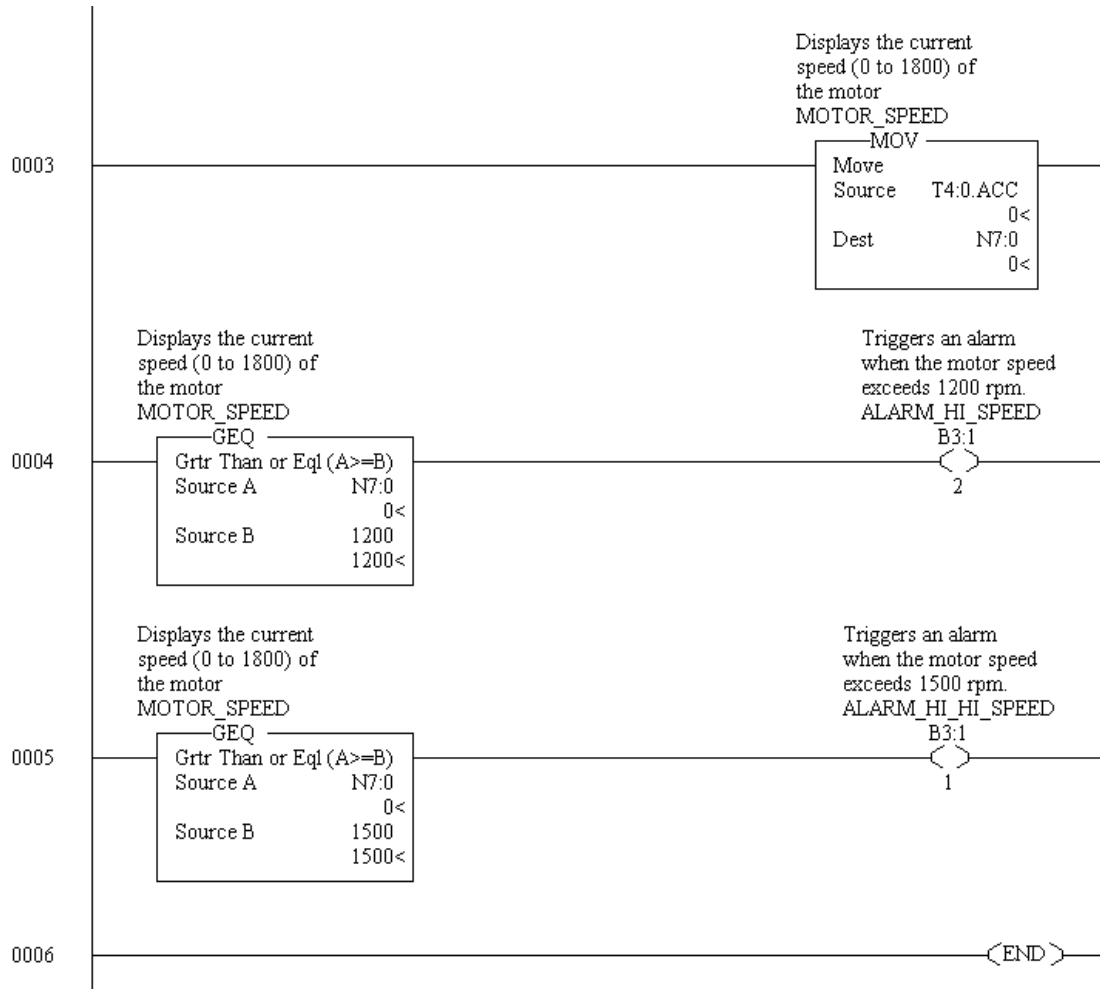 Displays the current
speed (0 to 1800) of
the motor
MOTOR_SPEED
MOV
0003
Move
Source T4:0.ACC
0<
Dest N7:0
0<
Displays the current
speed (0 to 1800) of
the motor
MOTOR_SPEED
GEQ
0004
Grtr Than or Eql (A>=B)
Source A N7:0
0<
Source B 1200
1200<
Triggers an alarm
when the motor speed
exceeds 1200 rpm.
ALARM_HI_SPEED
B3:1
2
Displays the current
speed (0 to 1800) of
the motor
MOTOR_SPEED
GEQ
0005
Grtr Than or Eql (A>=B)
Source A N7:0
0<
Source B 1500
1500<
Triggers an alarm
when the motor speed
exceeds 1500 rpm.
ALARM_HI_HI_SPEED
B3:1
1
0006
END